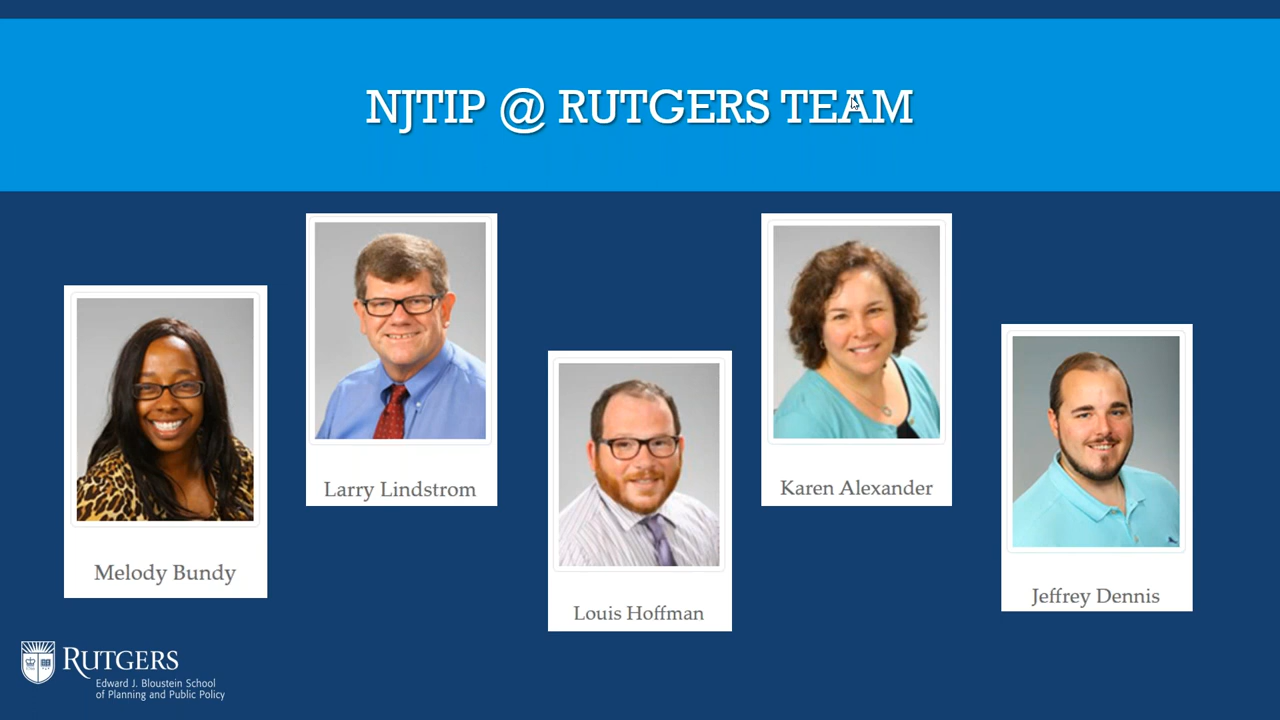 NJTIP @ RUTGERS TEAM
Melody Bundy
Larry Lindstrom
Louis Hoffman
Karen Alexander
Jeffrey Dennis
RUTGERS
Edward J. Bloustein School
of Planning and Public Policy